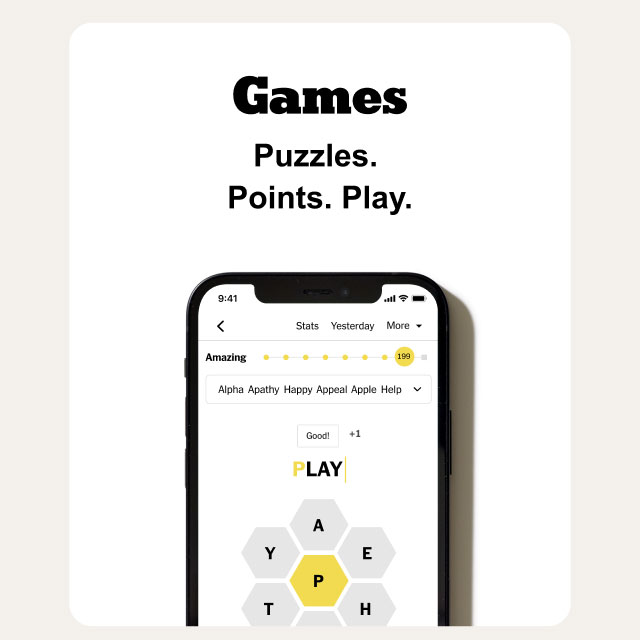 Games
Puzzles.
Points. Play.
9:41
Stats Yesterday More
Amazing 199
Alpha Apathy Happy Appeal Apple Help
Good! +1
PLAY
A
Y E
P
T H